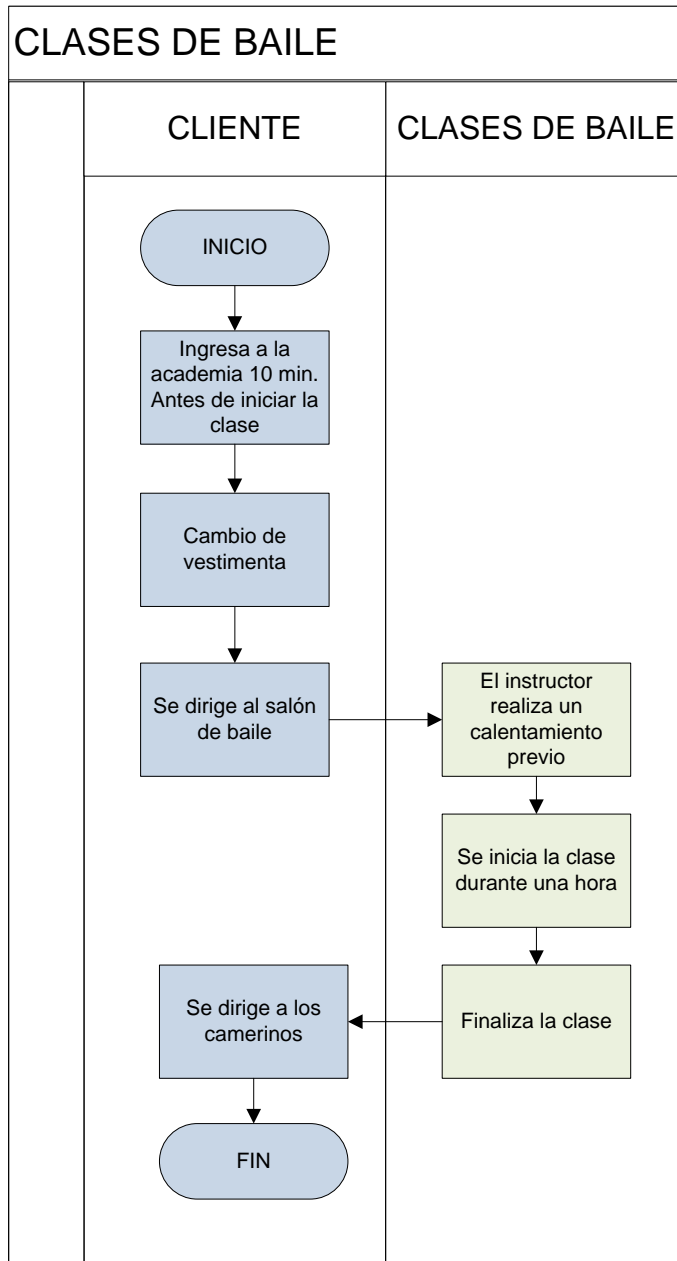 CLASES DE BAILE
CLIENTE
CLASES DE BAILE
INICIO
Ingresa a la
academia 10 min.
Antes de iniciar la
clase
Cambio de
vestimenta
Se dirige al salón
de baile
El instructor
realiza un
calentamiento
previo
Se inicia la clase
durante una hora
Finaliza la clase
Se dirige a los
camerinos
FIN